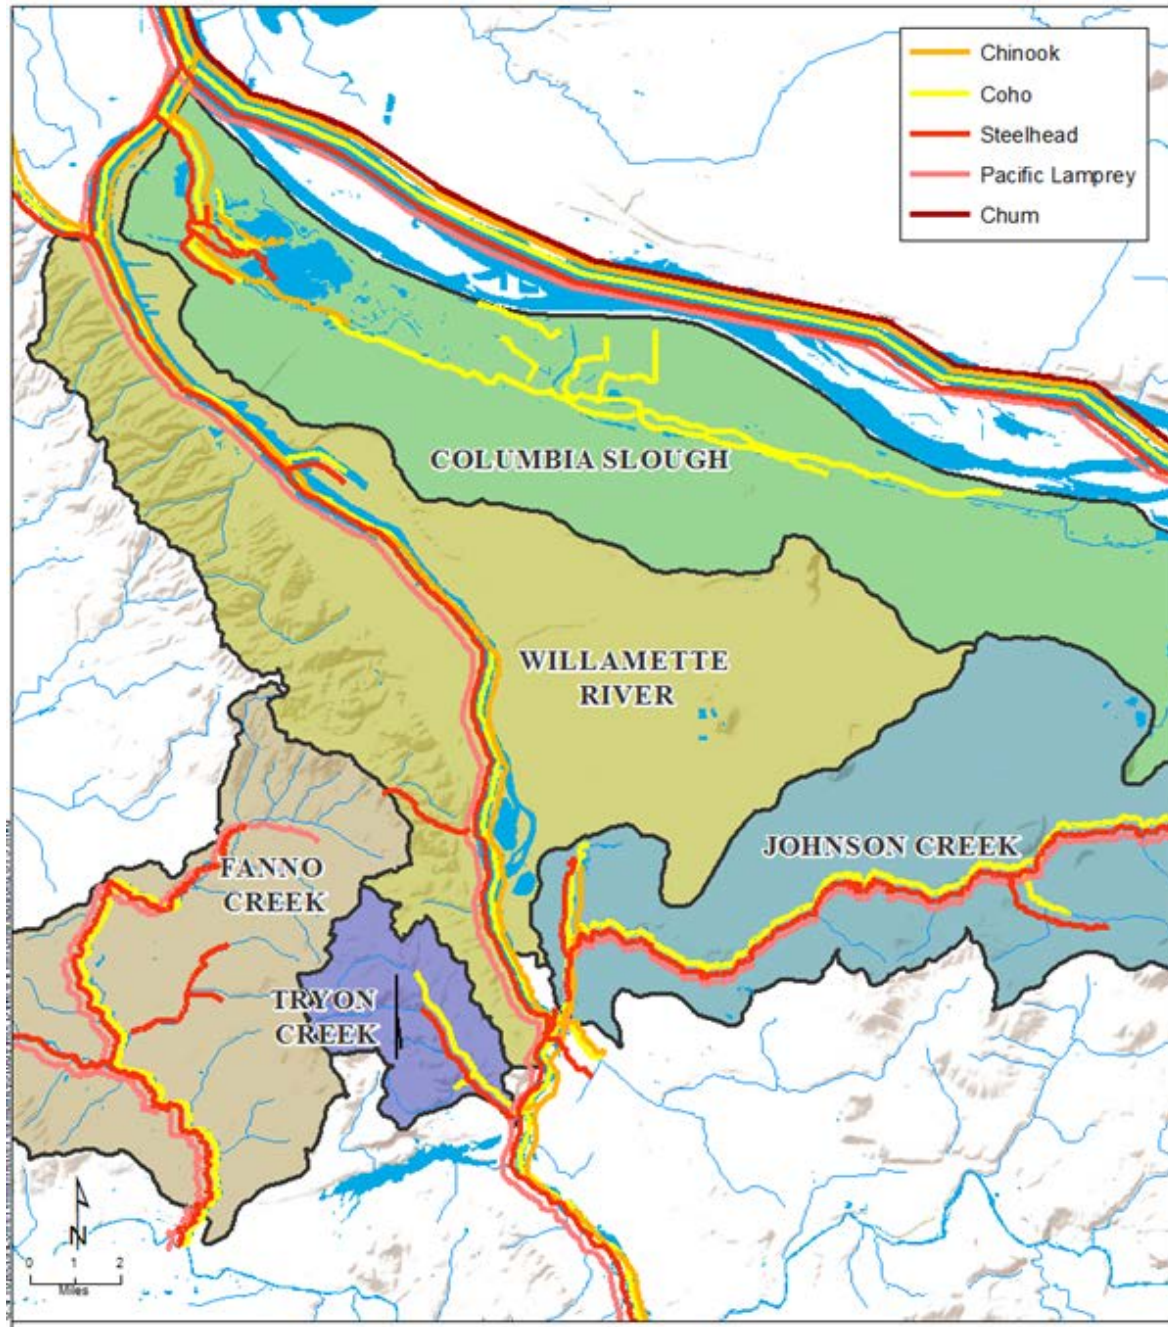 Chinook
Coho
Steelhead
Pacific Lamprey
Chum
COLUMBIA SLOUGH
WILLAMETTE
RIVER
JOHNSON CREEK
FANNO
CREEK
TRYON
CREEK
N
0 1 2
Miles